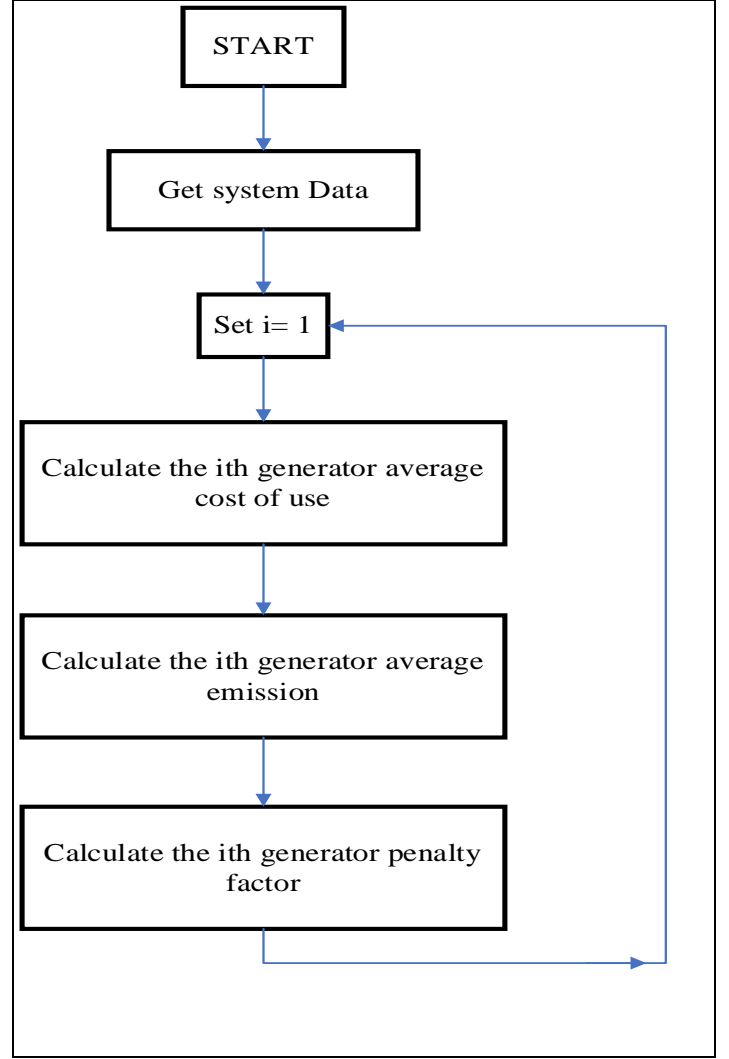 START
Get system Data
Set i= 1
Calculate the ith generator average
cost of use
Calculate the ith generator average
emission
Calculate the ith generator penalty
factor